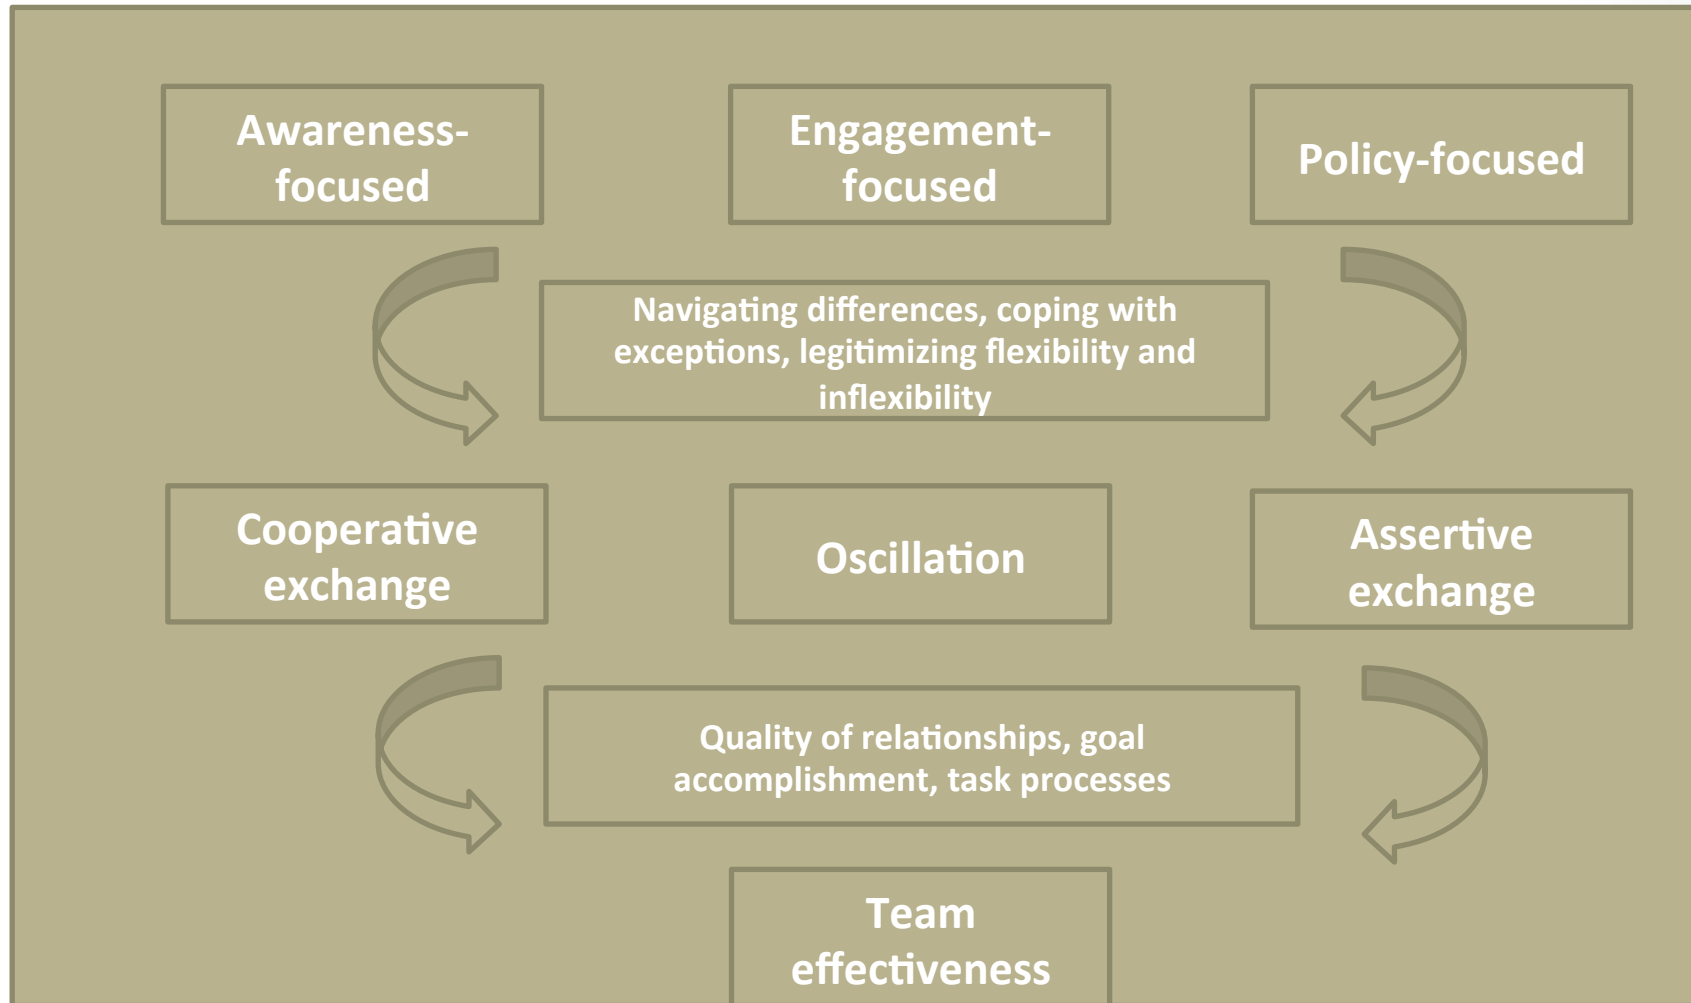 Awareness-
focused
Engagement-
focused
Policy-focused
Navigating differences, coping with
exceptions, legitimizing flexibility and
inflexibility
Cooperative
exchange
Oscillation
Assertive
exchange
Quality of relationships, goal
accomplishment, task processes
Team
effectiveness